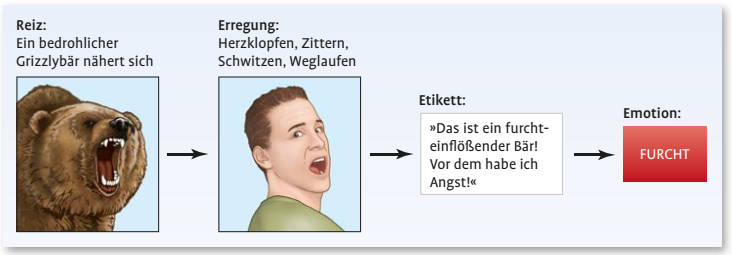 Reiz:
Ein bedrohlicher
Grizzlybär nähert sich
Erregung:
Herzklopfen, Zittern,
Schwitzen, Weglaufen
Etikett:
»Das ist ein furcht-
einflößender Bär!
Vor dem habe ich
Angst!«
Emotion:
FURCHT